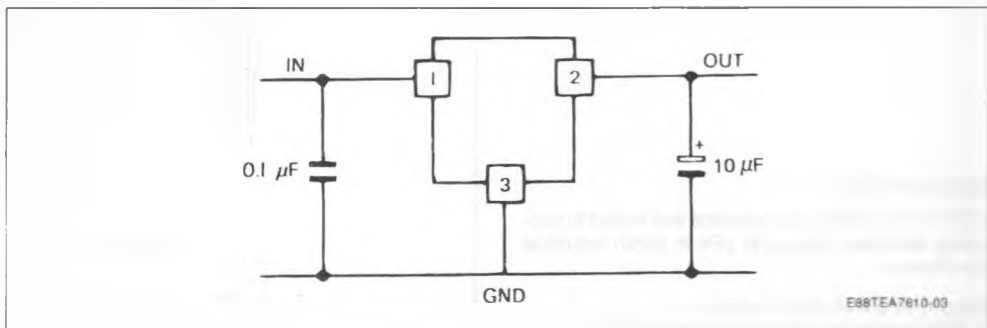 IN
OUT
1
2
0.1 µF
+
10 µF
3
GND
E88TEA7610-03